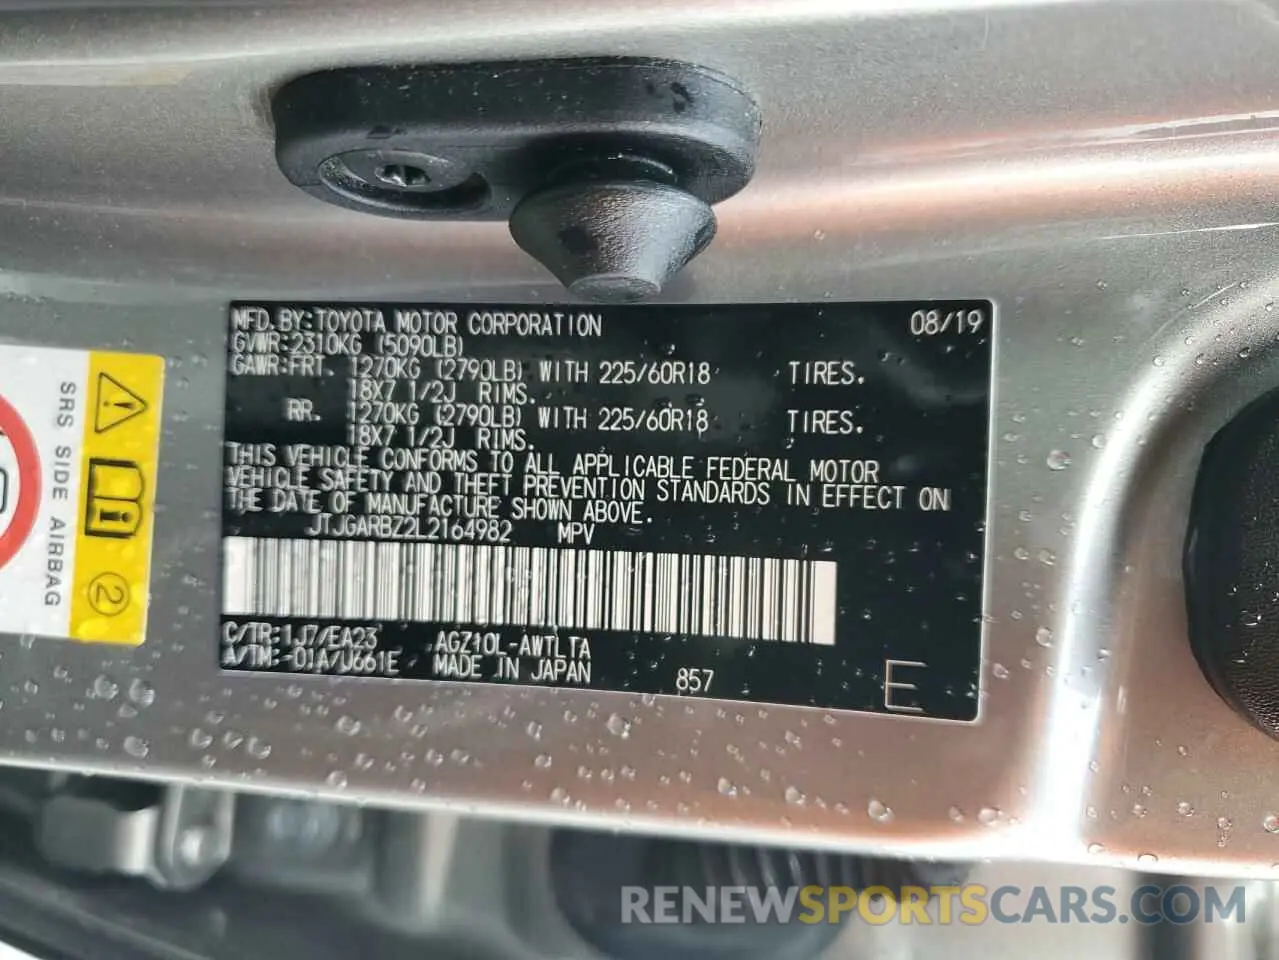 MFD. BY: TOYOTA MOTOR CORPORATION 08/19
GVWR: 2310KG (5090LB)
GAWR: FRT. 1270KG (2790LB) WITH 225/60R18 TIRES.
18X7 1/2J RIMS.
RR. 1270KG (2790LB) WITH 225/60R18 TIRES.
18X7 1/2J RIMS.
THIS VEHICLE CONFORMS TO ALL APPLICABLE FEDERAL MOTOR
VEHICLE SAFETY AND THEFT PREVENTION STANDARDS IN EFFECT ON
THE DATE OF MANUFACTURE SHOWN ABOVE.
JTJGARBZ2L2164982 MPV
C/TR: 1J7/EA23 AGZ10L-AWTLTA
A/TM: -01A/U661E MADE IN JAPAN 857 E
SRS SIDE AIRBAG
2
RENEWSPORTSCARS.COM